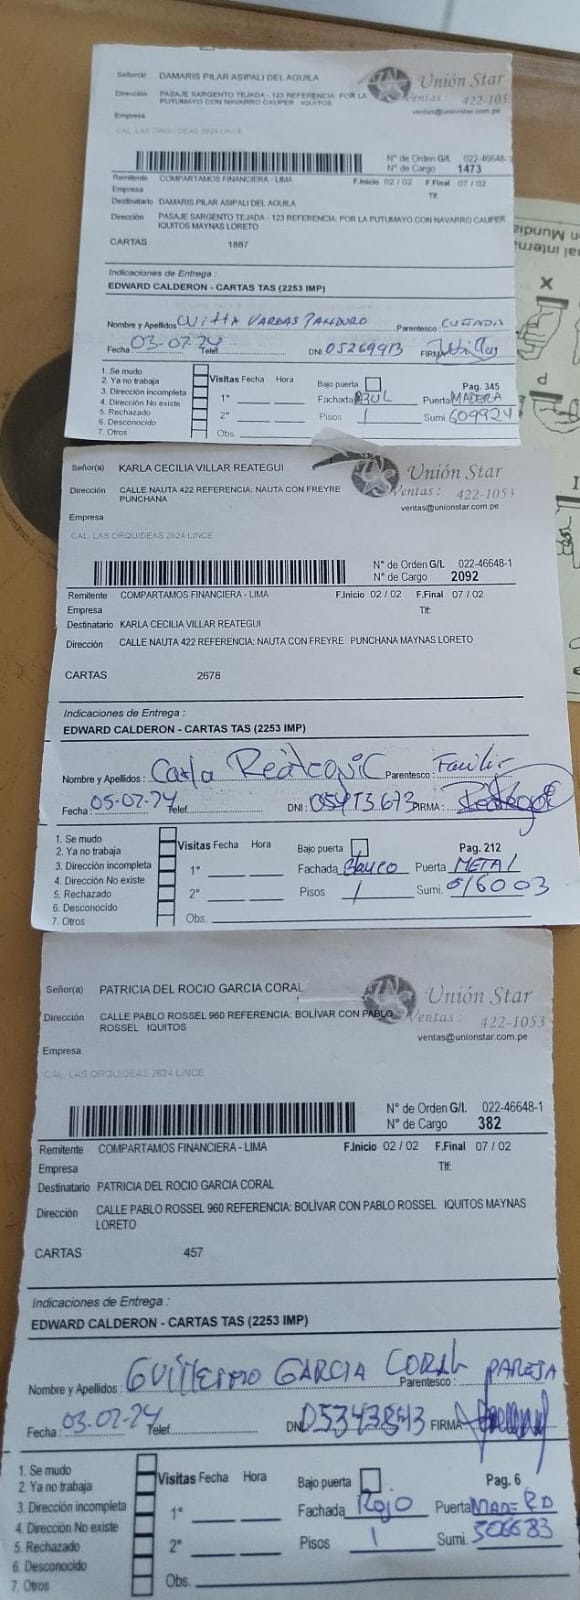 Señor(a) DAMARIS PILAR ASIPALI DEL AGUILA
Unión Star
Dirección PASAJE SARGENTO TEJADA - 123 REFERENCIA: POR LA
PUTUMAYO CON NAVARRO CAUPER IQUITOS
Ventas: 422-105
ventas@unionstar.com.pe
Empresa
CAL. LAS ORQUIDEAS 2624 LINCE
N° de Orden G/I. 022-46648-1
N° de Cargo 1473
Remitente COMPARTAMOS FINANCIERA - LIMA F.Inicio 02 / 02 F.Final 07 / 02
Empresa Tlf:
Destinatario DAMARIS PILAR ASIPALI DEL AGUILA
Dirección PASAJE SARGENTO TEJADA - 123 REFERENCIA: POR LA PUTUMAYO CON NAVARRO CAUPER
IQUITOS MAYNAS LORETO
CARTAS 1887
Indicaciones de Entrega :
EDWARD CALDERON - CARTAS TAS (2253 IMP)
Nombre y Apellidos VARGAS PANDURO Parentesco: CUÑADA
Fecha: 03-02-24 Telef. DNI 05269913 FIRMA
1. Se mudo
2. Ya no trabaja Visitas Fecha Hora Bajo puerta Pag. 345
3. Dirección incompleta 1° Fachada AZUL Puerta MADERA
4. Dirección No existe
5. Rechazado 2° Pisos 1 Sumi. 609924
6. Desconocido
7. Otros Obs.
Señor(a) KARLA CECILIA VILLAR REATEGUI
Unión Star
Dirección CALLE NAUTA 422 REFERENCIA: NAUTA CON FREYRE
PUNCHANA
Ventas: 422-1053
ventas@unionstar.com.pe
Empresa
CAL. LAS ORQUIDEAS 2624 LINCE
N° de Orden G/I. 022-46648-1
N° de Cargo 2092
Remitente COMPARTAMOS FINANCIERA - LIMA F.Inicio 02 / 02 F.Final 07 / 02
Empresa Tlf:
Destinatario KARLA CECILIA VILLAR REATEGUI
Dirección CALLE NAUTA 422 REFERENCIA: NAUTA CON FREYRE PUNCHANA MAYNAS LORETO
CARTAS 2678
Indicaciones de Entrega :
EDWARD CALDERON - CARTAS TAS (2253 IMP)
Nombre y Apellidos : Carla Parentesco :
Fecha : 05-02-24 Telef. DNI : FIRMA :
1. Se mudo
2. Ya no trabaja Visitas Fecha Hora Bajo puerta Pag. 212
3. Dirección incompleta 1° Fachada Blanco Puerta METAL
4. Dirección No existe
5. Rechazado 2° Pisos 1 Sumi. 616003
6. Desconocido
7. Otros Obs.
Señor(a) PATRICIA DEL ROCIO GARCIA CORAL
Unión Star
Dirección CALLE PABLO ROSSEL 960 REFERENCIA: BOLÍVAR CON PABLO
ROSSEL IQUITOS
Ventas: 422-1053
ventas@unionstar.com.pe
Empresa
CAL. LAS ORQUIDEAS 2624 LINCE
N° de Orden G/I. 022-46648-1
N° de Cargo 382
Remitente COMPARTAMOS FINANCIERA - LIMA F.Inicio 02 / 02 F.Final 07 / 02
Empresa Tlf:
Destinatario PATRICIA DEL ROCIO GARCIA CORAL
Dirección CALLE PABLO ROSSEL 960 REFERENCIA: BOLÍVAR CON PABLO ROSSEL IQUITOS MAYNAS
LORETO
CARTAS 457
Indicaciones de Entrega :
EDWARD CALDERON - CARTAS TAS (2253 IMP)
Nombre y Apellidos : GUILLERMO GARCIA CORAL Parentesco : PAREJA
Fecha : 03-02-24 Telef. DNI FIRMA
1. Se mudo
2. Ya no trabaja Visitas Fecha Hora Bajo puerta Pag. 6
3. Dirección incompleta 1° Fachada Rojo Puerta
4. Dirección No existe
5. Rechazado 2° Pisos 1 Sumi. 306683
6. Desconocido
7. Otros Obs.